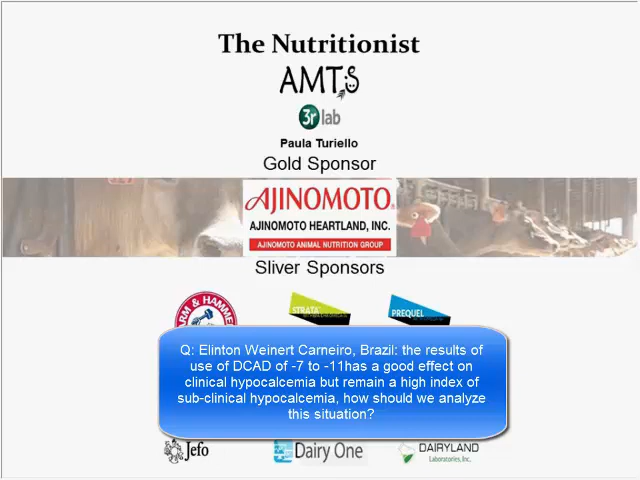 The Nutritionist
AMTS
3r lab
Paula Turiello
Gold Sponsor
AJINOMOTO®
AJINOMOTO HEARTLAND, INC.
AJINOMOTO ANIMAL NUTRITION GROUP
Sliver Sponsors
ARM & HAMMER
STRATA
PREQUEL
Q: Elinton Weinert Carneiro, Brazil: the results of
use of DCAD of -7 to -11has a good effect on
clinical hypocalcemia but remain a high index of
sub-clinical hypocalcemia, how should we analyze
this situation?
Jefo
Dairy One
DAIRYLAND
Laboratories, Inc.